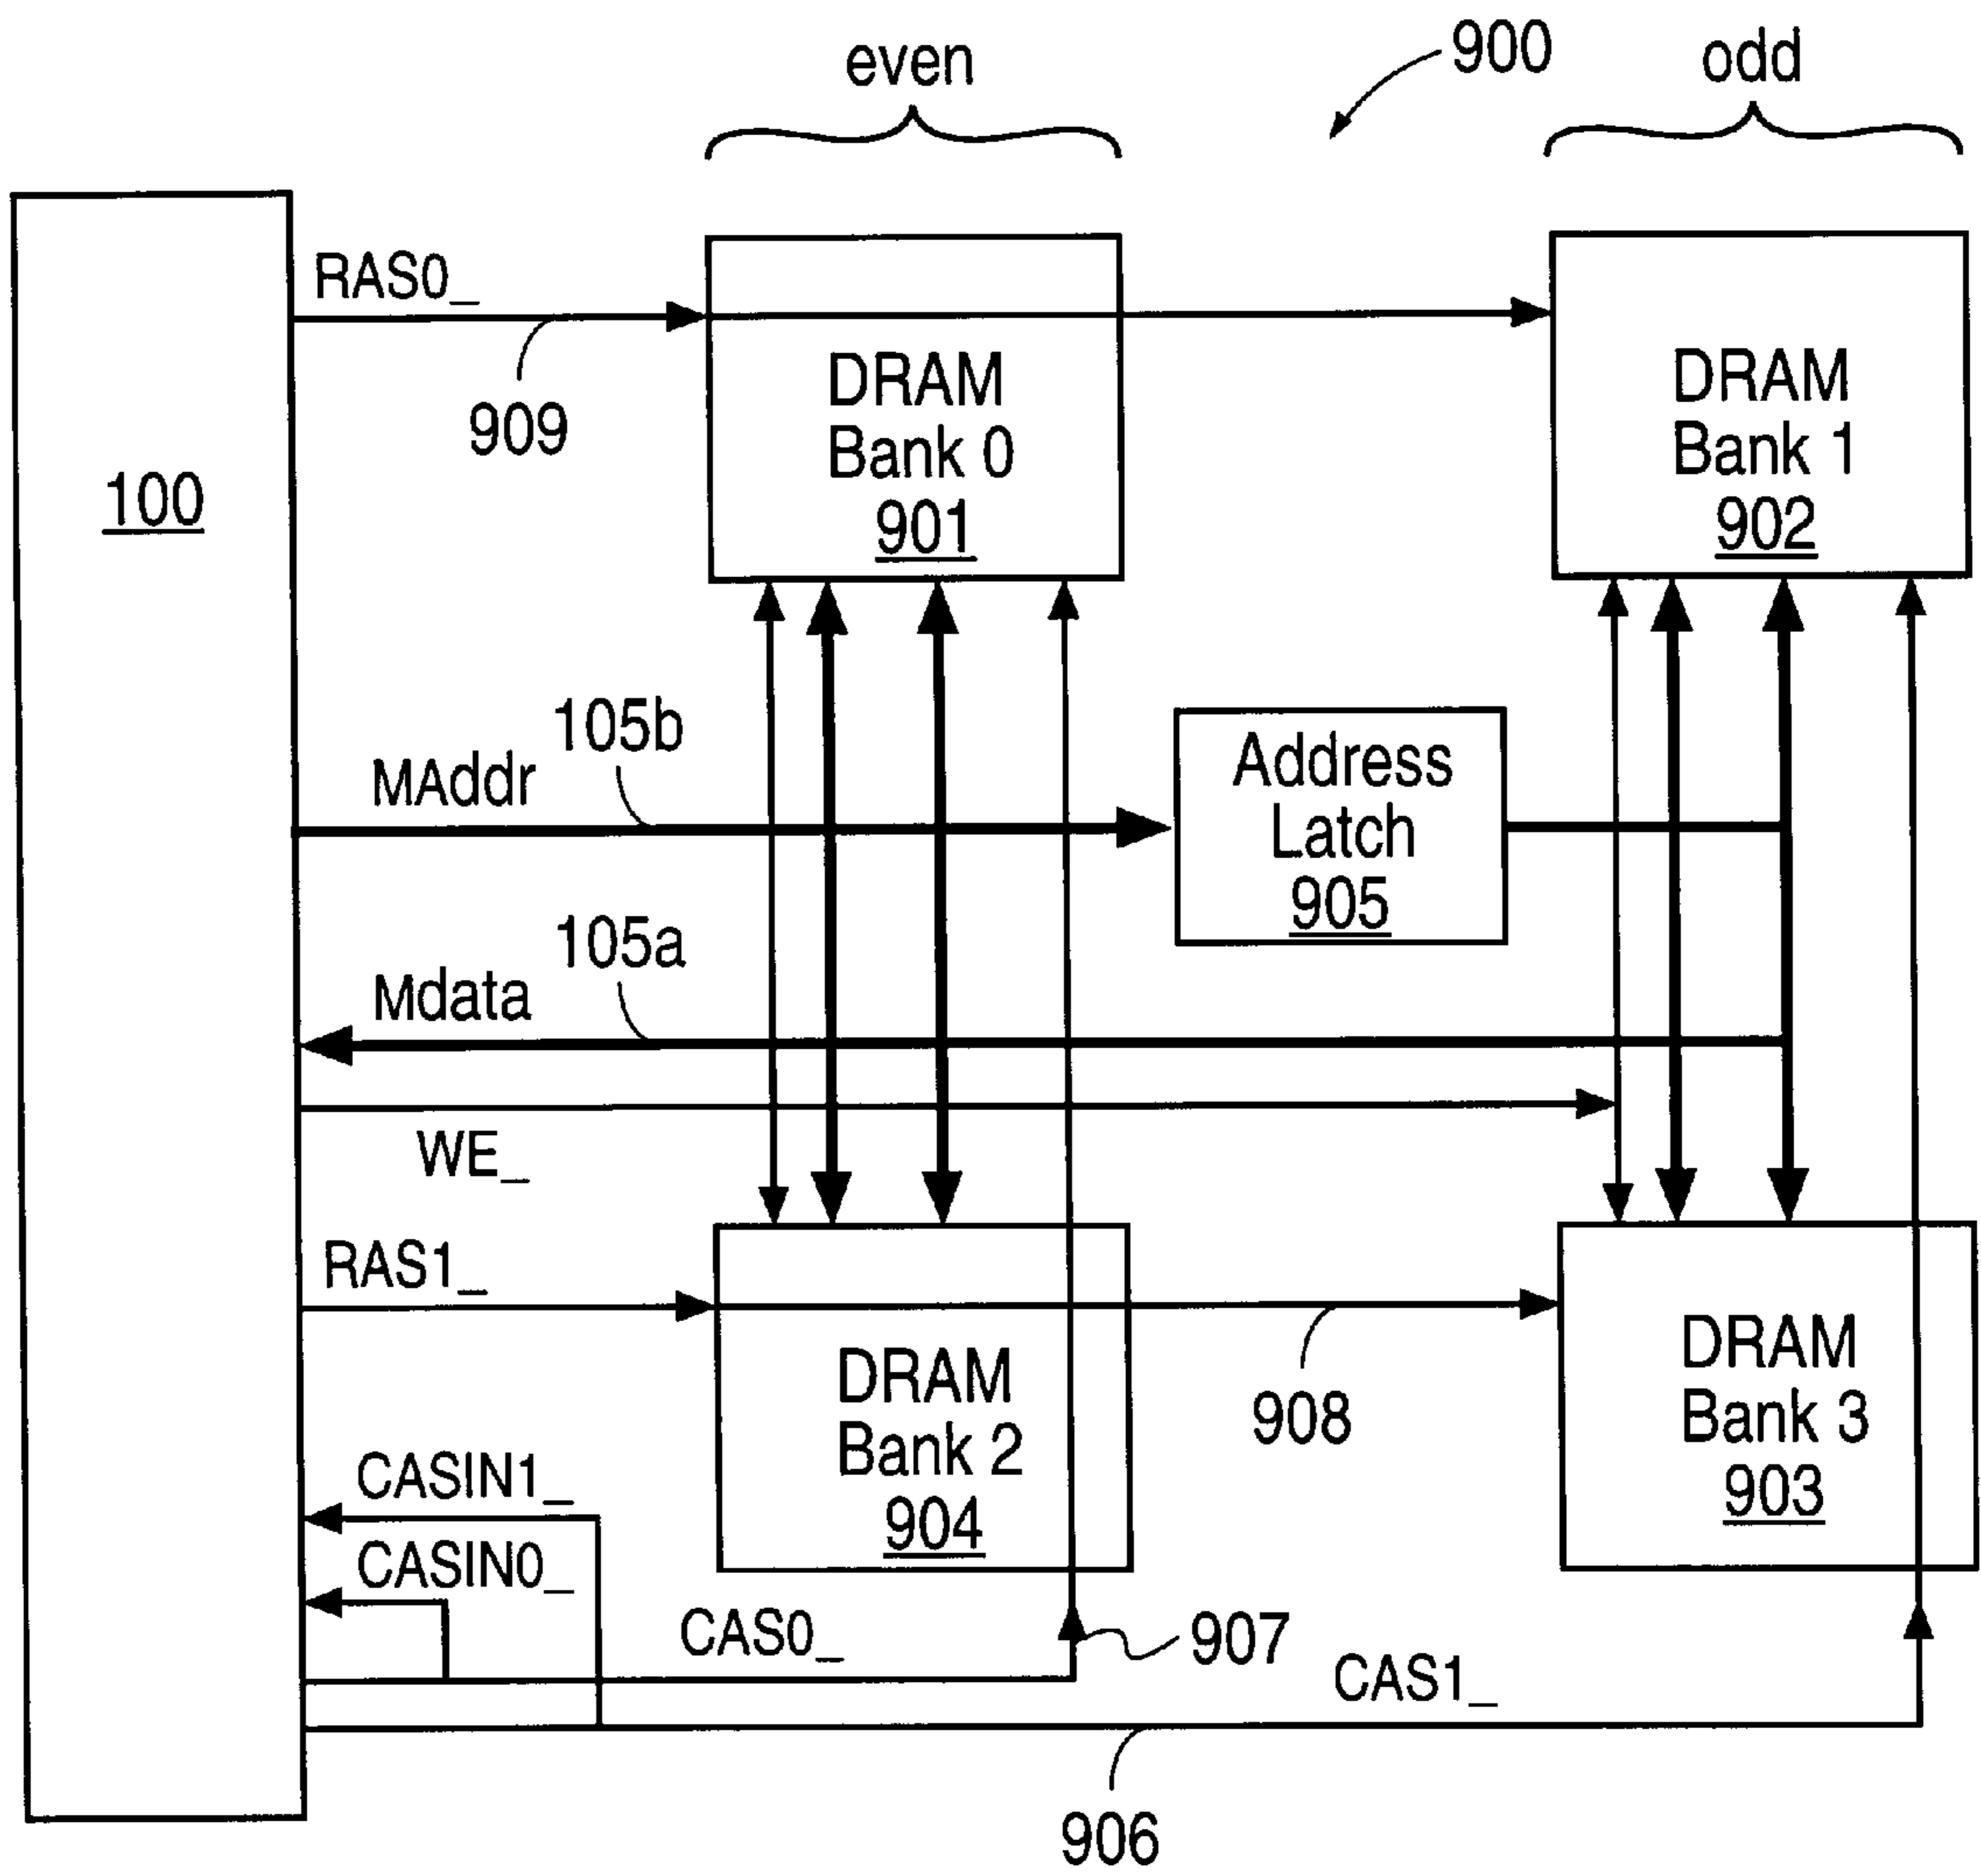 even
900
odd
RAS0_
909
DRAM
Bank 0
901
DRAM
Bank 1
902
100
105b
MAddr
Address
Latch
905
105a
Mdata
WE_
RAS1_
908
DRAM
Bank 2
904
DRAM
Bank 3
903
CASIN1_
CASIN0_
CAS0_
907
CAS1_
906